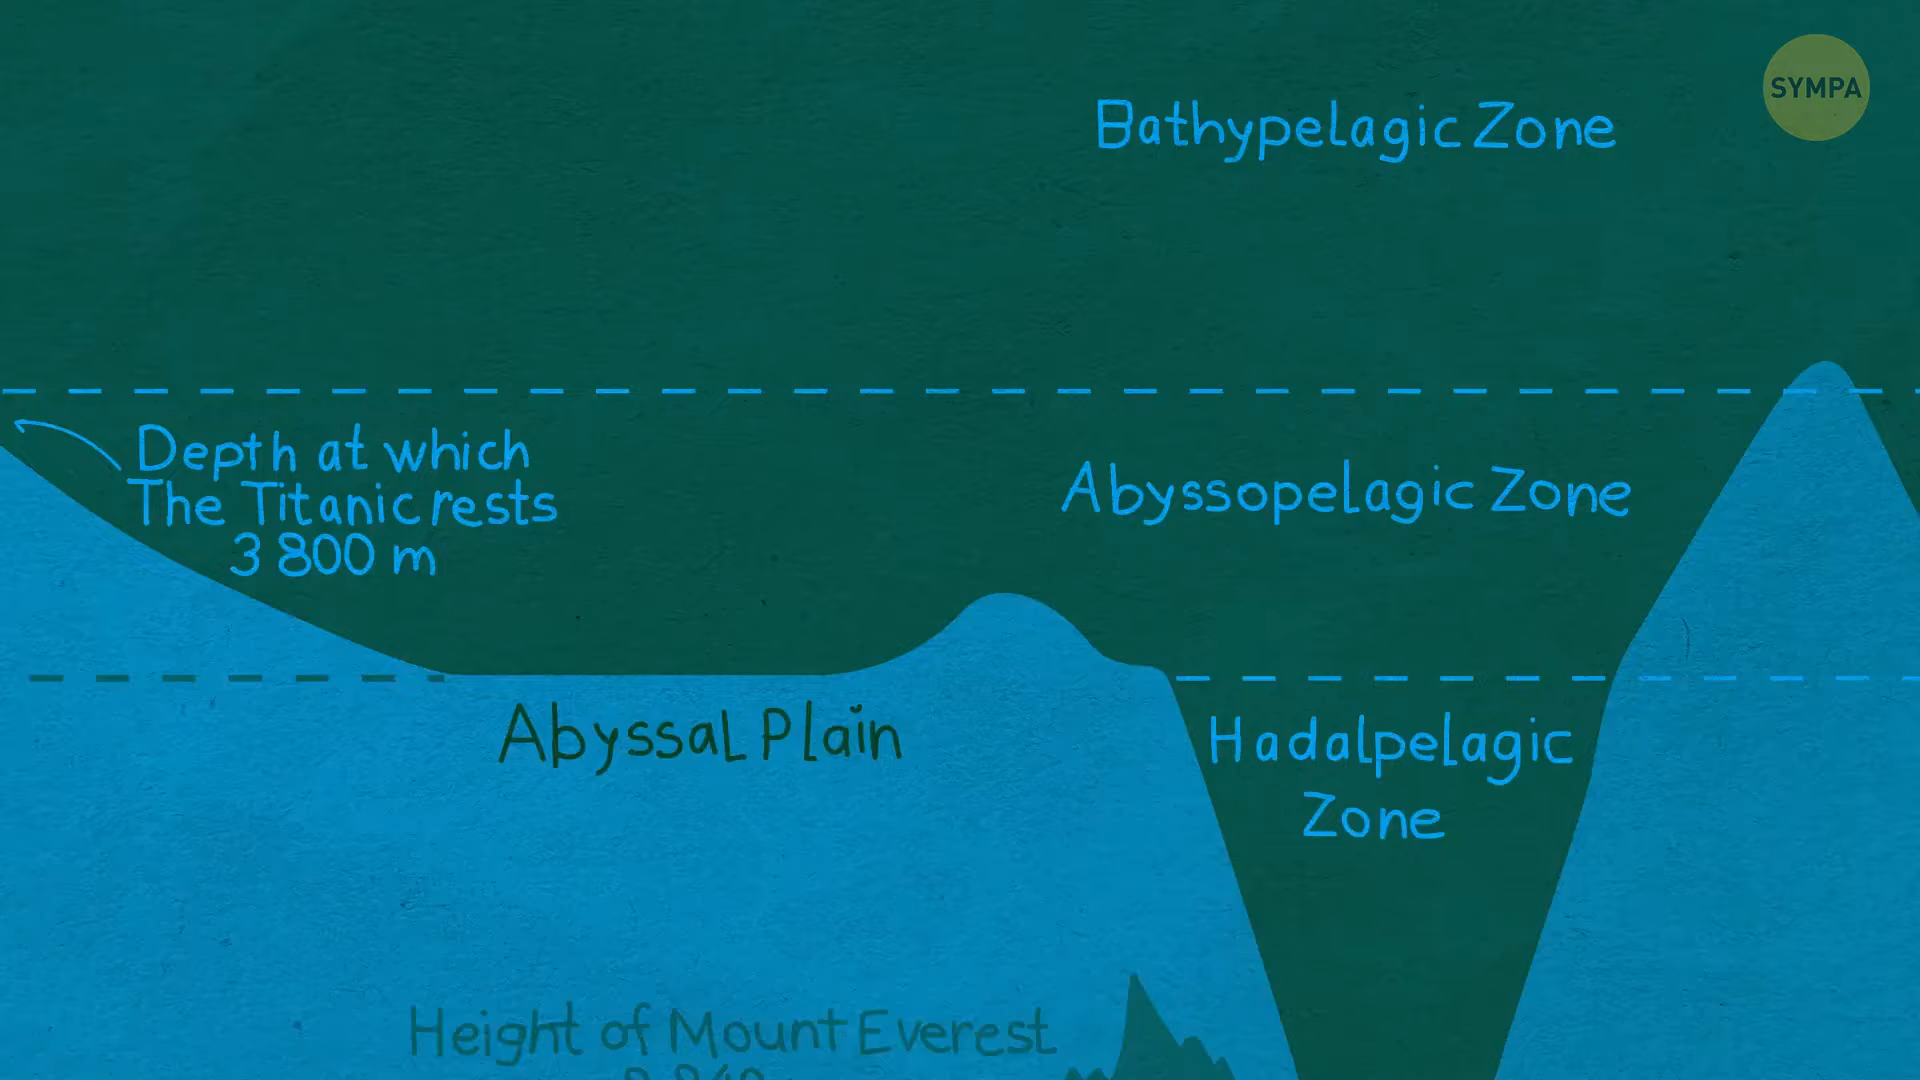 SYMPA
Bathypelagic Zone
Depth at which
The Titanic rests
3 800 m
Abyssopelagic Zone
Abyssal Plain
Hadalpelagic
Zone
Height of Mount Everest